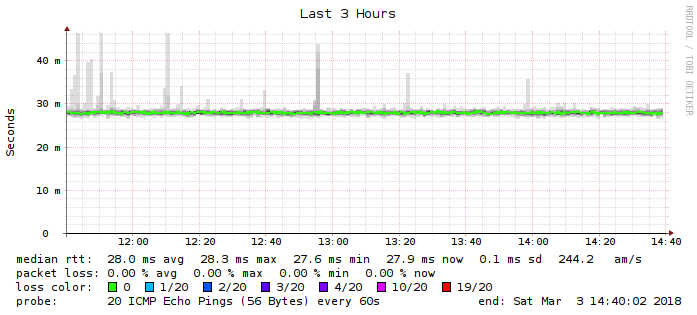 Last 3 Hours
RRDTOOL / TOBI OETIKER
Seconds
40 m
30 m
20 m
10 m
0
12:00 12:20 12:40 13:00 13:20 13:40 14:00 14:20 14:40
median rtt: 28.0 ms avg 28.3 ms max 27.6 ms min 27.9 ms now 0.1 ms sd 244.2 am/s
packet loss: 0.00 % avg 0.00 % max 0.00 % min 0.00 % now
loss color: 0 1/20 2/20 3/20 4/20 10/20 19/20
probe: 20 ICMP Echo Pings (56 Bytes) every 60s end: Sat Mar 3 14:40:02 2018